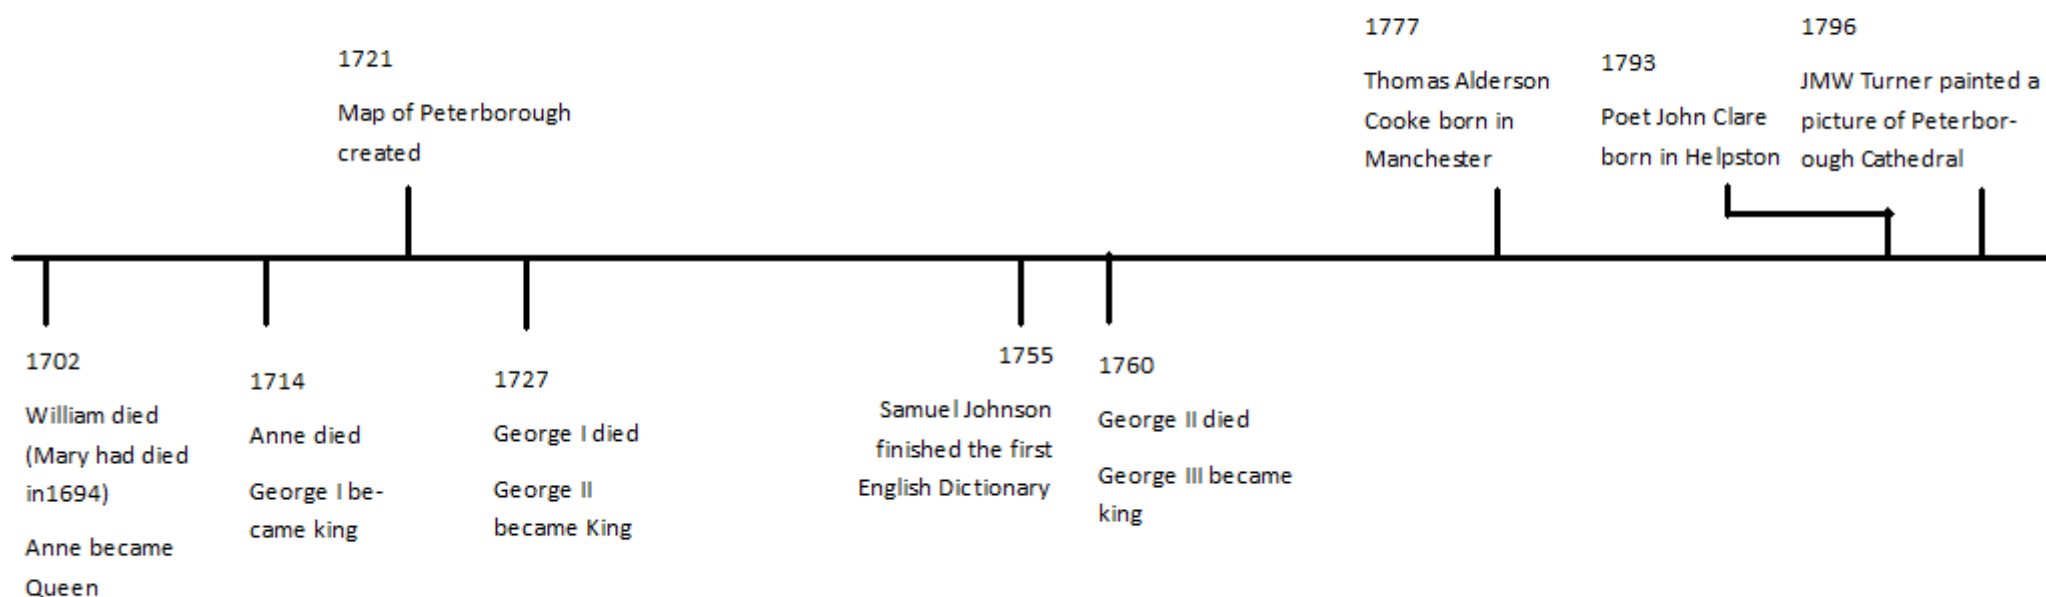 1721
Map of Peterborough
created
1777
Thomas Alderson
Cooke born in
Manchester
1793
Poet John Clare
born in Helpston
1796
JMW Turner painted a
picture of Peterbor-
ough Cathedral
1702
William died
(Mary had died
in1694)
Anne became
Queen
1714
Anne died
George I be-
came king
1727
George I died
George II
became King
1755
Samuel Johnson
finished the first
English Dictionary
1760
George II died
George III became
king